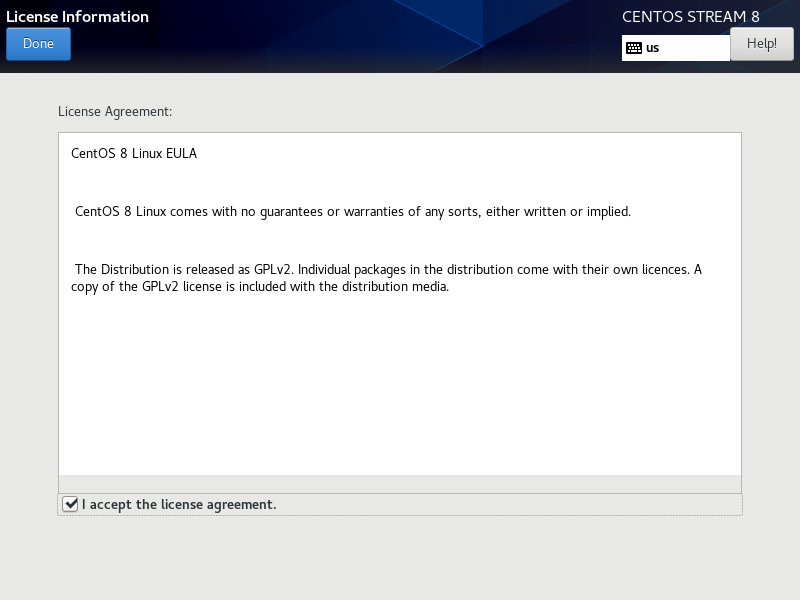 License Information
CENTOS STREAM 8
Done
us
Help!
License Agreement:
CentOS 8 Linux EULA
CentOS 8 Linux comes with no guarantees or warranties of any sorts, either written or implied.
The Distribution is released as GPLv2. Individual packages in the distribution come with their own licences. A
copy of the GPLv2 license is included with the distribution media.
I accept the license agreement.